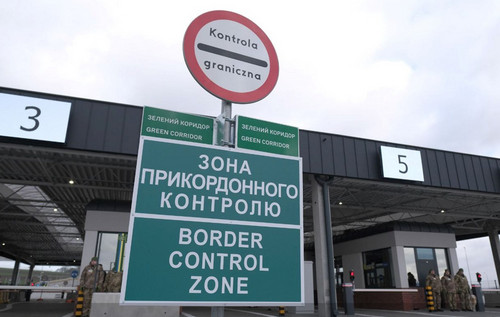 Kontrola
graniczna
3
ЗЕЛЕНИЙ КОРИДОР
GREEN CORRIDOR
ЗЕЛЕНИЙ КОРИДОР
GREEN CORRIDOR
5
ЗОНА
ПРИКОРДОННОГО
КОНТРОЛЮ
BORDER
CONTROL
ZONE